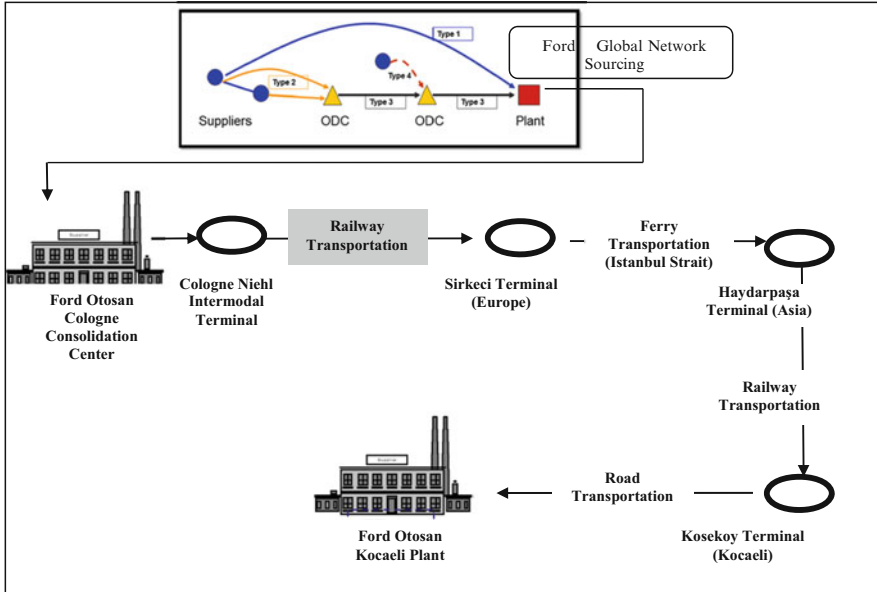 Type 1
Ford Global Network
Sourcing
Type 4
Type 2
Type 3
Type 3
Suppliers
ODC
ODC
Plant
Railway
Transportation
Ferry
Transportation
(Istanbul Strait)
Ford Otosan
Cologne
Consolidation
Center
Cologne Niehl
Intermodal
Terminal
Sirkeci Terminal
(Europe)
Haydarpaşa
Terminal (Asia)
Railway
Transportation
Road
Transportation
Ford Otosan
Kocaeli Plant
Kosekoy Terminal
(Kocaeli)